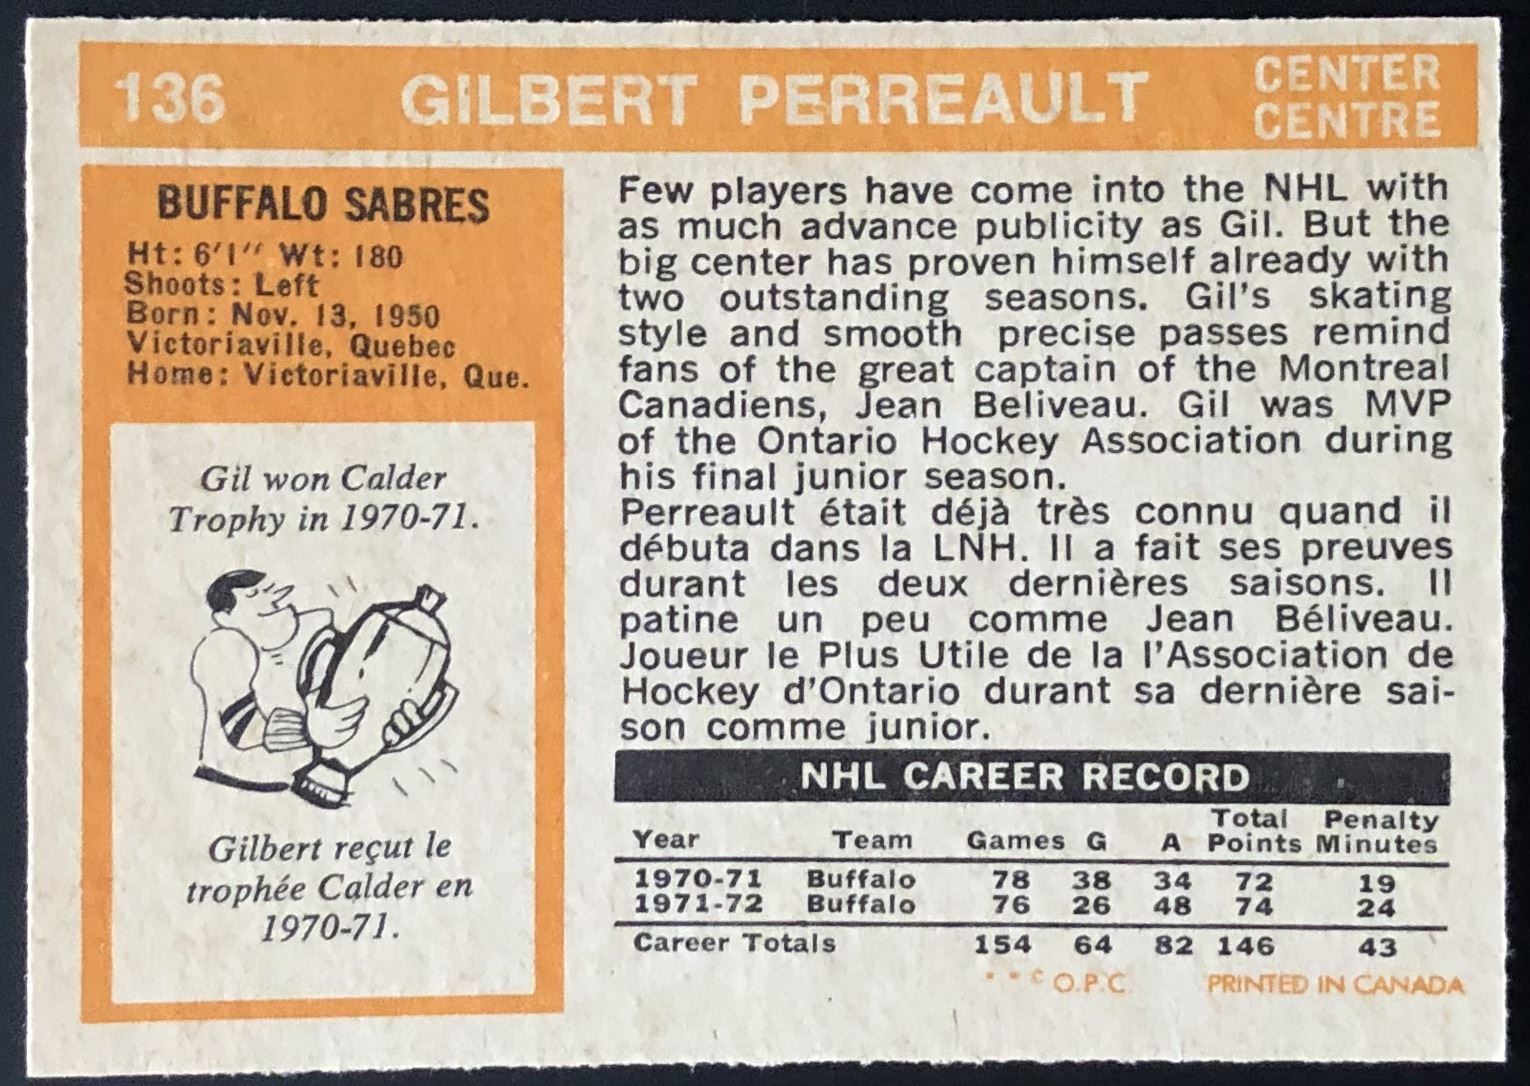 136 GILBERT PERREAULT CENTER
CENTRE
BUFFALO SABRES
Ht: 6'1" Wt: 180
Shoots: Left
Born: Nov. 13, 1950
Victoriaville, Quebec
Home: Victoriaville, Que.
Gil won Calder
Trophy in 1970-71.
Gilbert reçut le
trophée Calder en
1970-71.
Few players have come into the NHL with
as much advance publicity as Gil. But the
big center has proven himself already with
two outstanding seasons. Gil's skating
style and smooth precise passes remind
fans of the great captain of the Montreal
Canadiens, Jean Beliveau. Gil was MVP
of the Ontario Hockey Association during
his final junior season.
Perreault était déjà très connu quand il
débuta dans la LNH. Il a fait ses preuves
durant les deux dernières saisons. Il
patine un peu comme Jean Béliveau.
Joueur le Plus Utile de la l'Association de
Hockey d'Ontario durant sa dernière sai-
son comme junior.
NHL CAREER RECORD
Year Team Games G A Total Points Penalty Minutes
1970-71 Buffalo 78 38 34 72 19
1971-72 Buffalo 76 26 48 74 24
Career Totals 154 64 82 146 43
* * © O.P.C. PRINTED IN CANADA